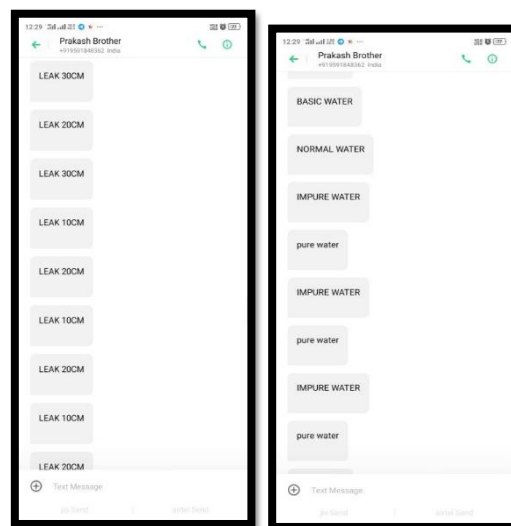 12:29
Prakash Brother
+919591848362 India
LEAK 30CM
LEAK 20CM
LEAK 30CM
LEAK 10CM
LEAK 20CM
LEAK 10CM
LEAK 20CM
LEAK 10CM
LEAK 20CM
Text Message
12:29
Prakash Brother
+919591848362 India
BASIC WATER
NORMAL WATER
IMPURE WATER
pure water
IMPURE WATER
pure water
IMPURE WATER
pure water
Text Message